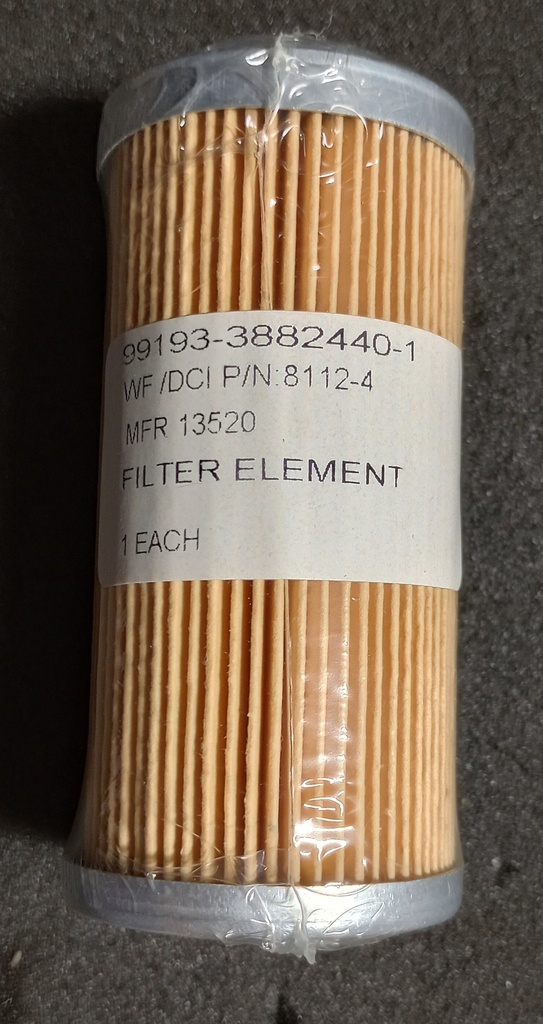 99193-3882440-1
WF /DCI P/N:8112-4
MFR 13520
FILTER ELEMENT
1 EACH